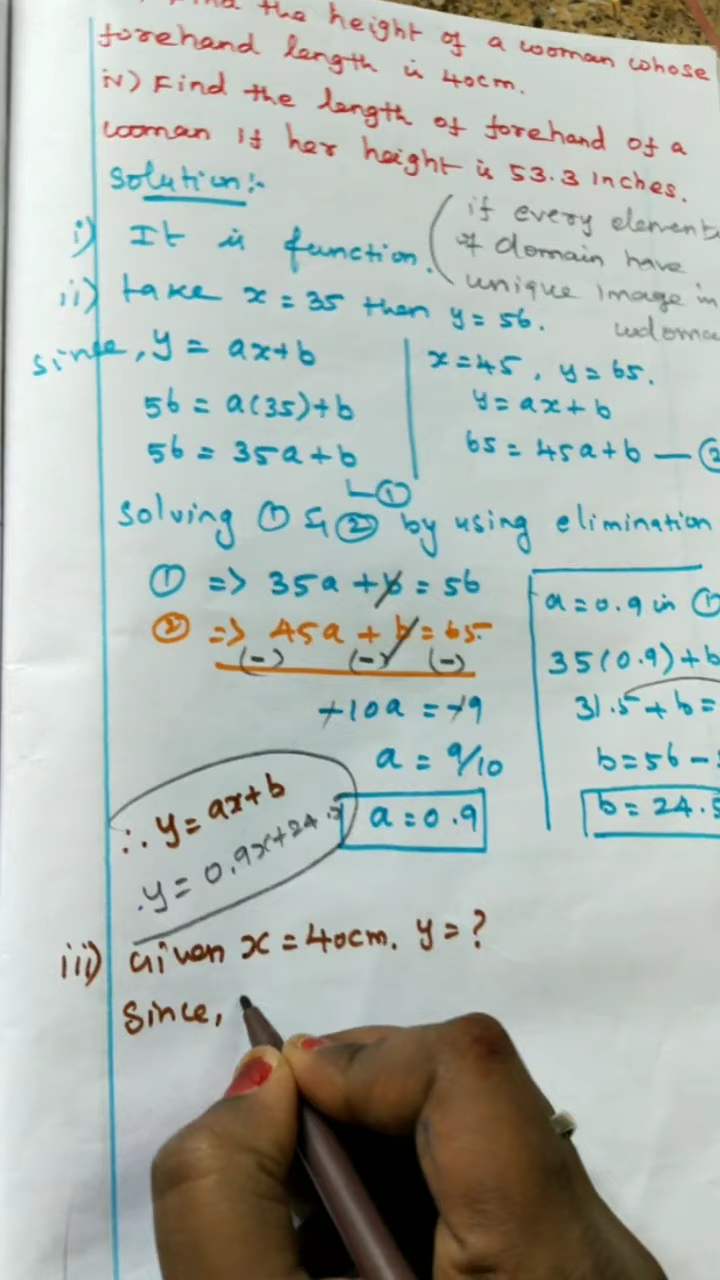 the height of a woman whose
forehand length is 40cm.
iv) Find the length of forehand of a
woman if her height is 53.3 inches.
Solution:-
i) It is function. (if every element
of domain have
unique image in
ii) take x = 35 then y = 56.
since, y = ax+b
56 = a(35)+b
56 = 35a+b
①
x=45, y=65.
y=ax+b
65=45a+b —
Solving ① & ② by using elimination
① => 35a + b = 56
② => 45a + b = 65
(-) (-) (-)
+10a = +9
a = 9/10
a = 0.9
a=0.9 in ①
35(0.9)+b
31.5+b=
b=56-
b=24.5
∴ y=ax+b
y=0.9x+24.5
iii) Given x = 40cm. y = ?
Since,